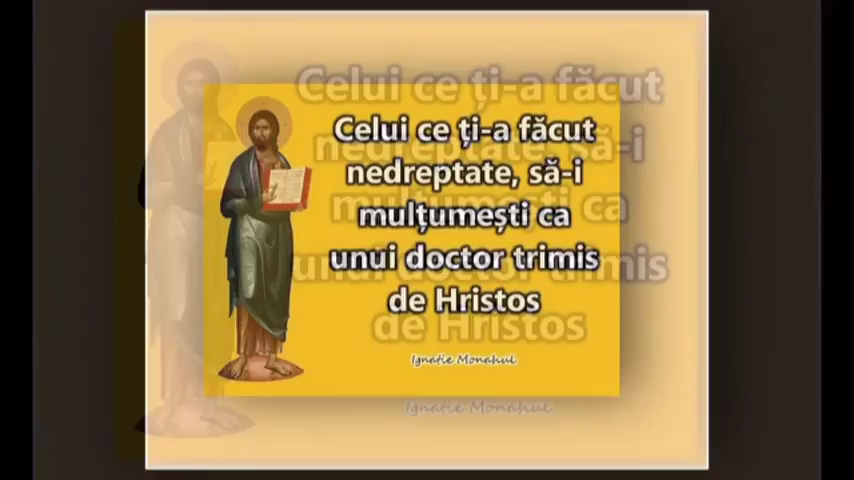 Celui ce ți-a făcut
nedreptate, să-i
mulțumești ca
unui doctor trimis
de Hristos
Ignatie Monahul